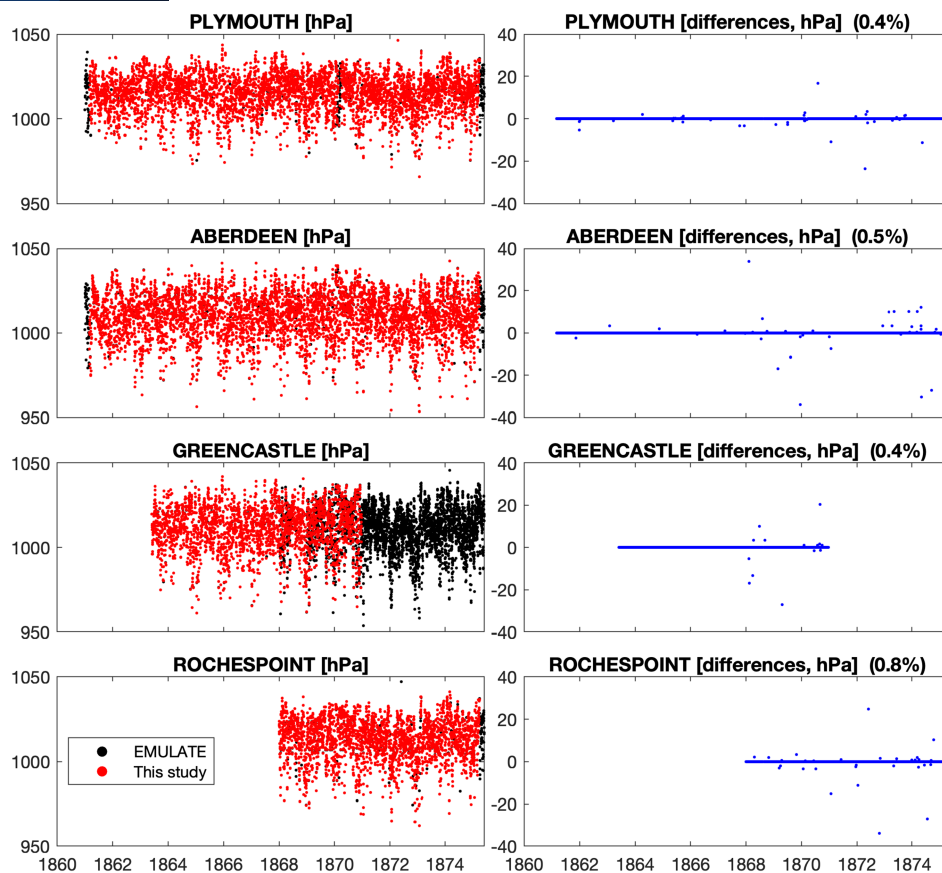 PLYMOUTH [hPa]
PLYMOUTH [differences, hPa] (0.4%)
1050
1000
950
40
20
0
-20
-40
ABERDEEN [hPa]
ABERDEEN [differences, hPa] (0.5%)
1050
1000
950
40
20
0
-20
-40
GREENCASTLE [hPa]
GREENCASTLE [differences, hPa] (0.4%)
1050
1000
950
40
20
0
-20
-40
ROCHESPOINT [hPa]
ROCHESPOINT [differences, hPa] (0.8%)
1050
1000
950
EMULATE
This study
40
20
0
-20
-40
1860 1862 1864 1866 1868 1870 1872 1874
1860 1862 1864 1866 1868 1870 1872 1874